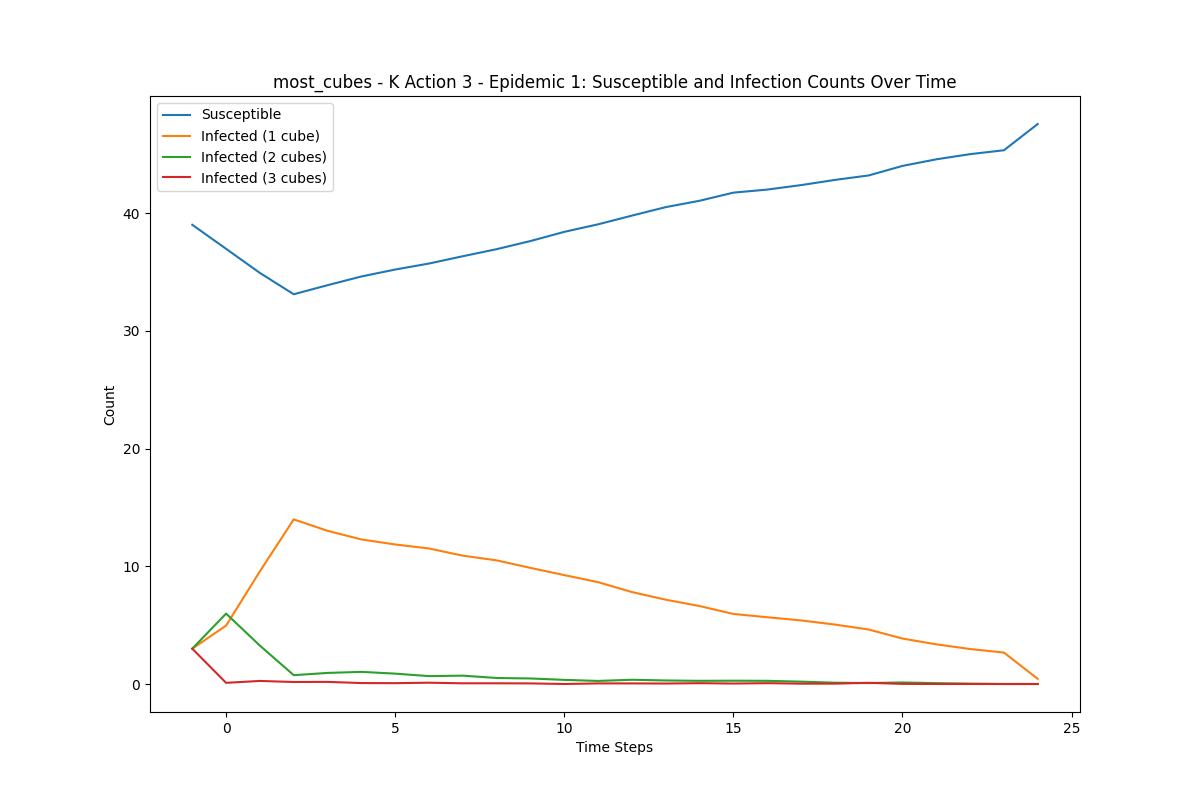 most_cubes - K Action 3 - Epidemic 1: Susceptible and Infection Counts Over Time
Susceptible
Infected (1 cube)
Infected (2 cubes)
Infected (3 cubes)
Count
40
30
20
10
0
0 5 10 15 20 25
Time Steps